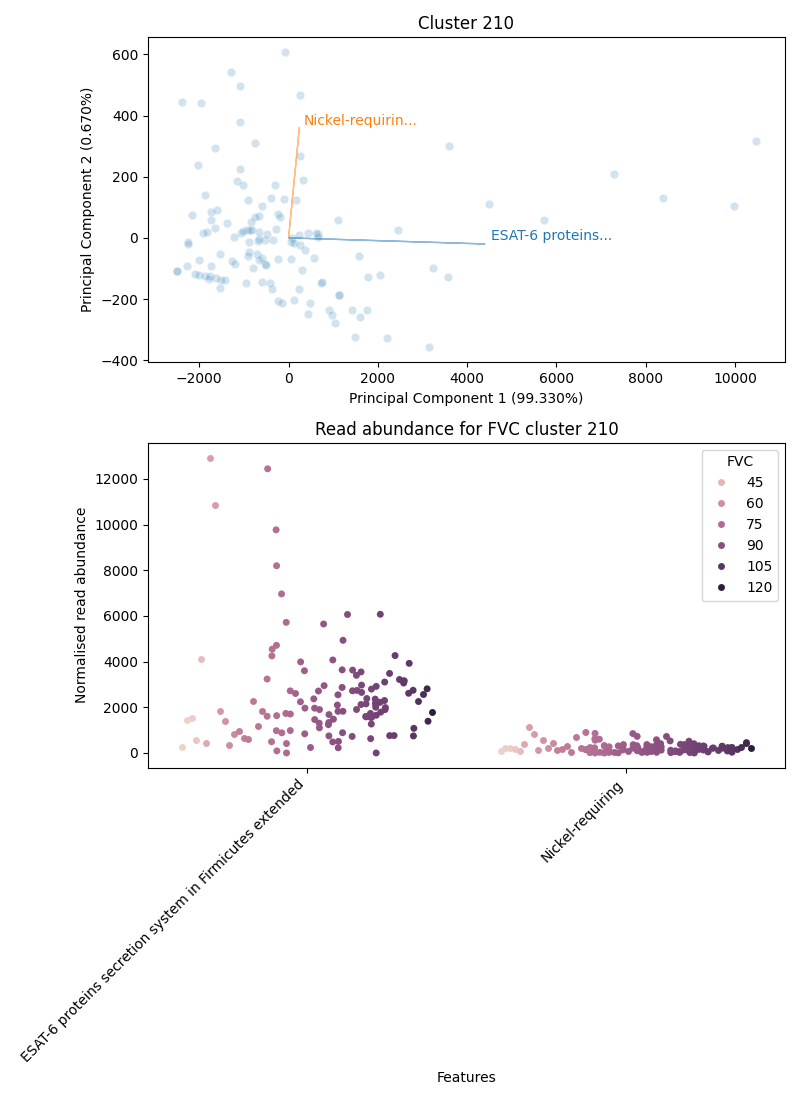 Cluster 210
600
400
200
0
−200
−400
Principal Component 2 (0.670%)
Nickel-requirin...
ESAT-6 proteins...
−2000
0
2000
4000
6000
8000
10000
Principal Component 1 (99.330%)
Read abundance for FVC cluster 210
12000
10000
8000
6000
4000
2000
0
Normalised read abundance
FVC
45
60
75
90
105
120
ESAT-6 proteins secretion system in Firmicutes extended
Nickel-requiring
Features